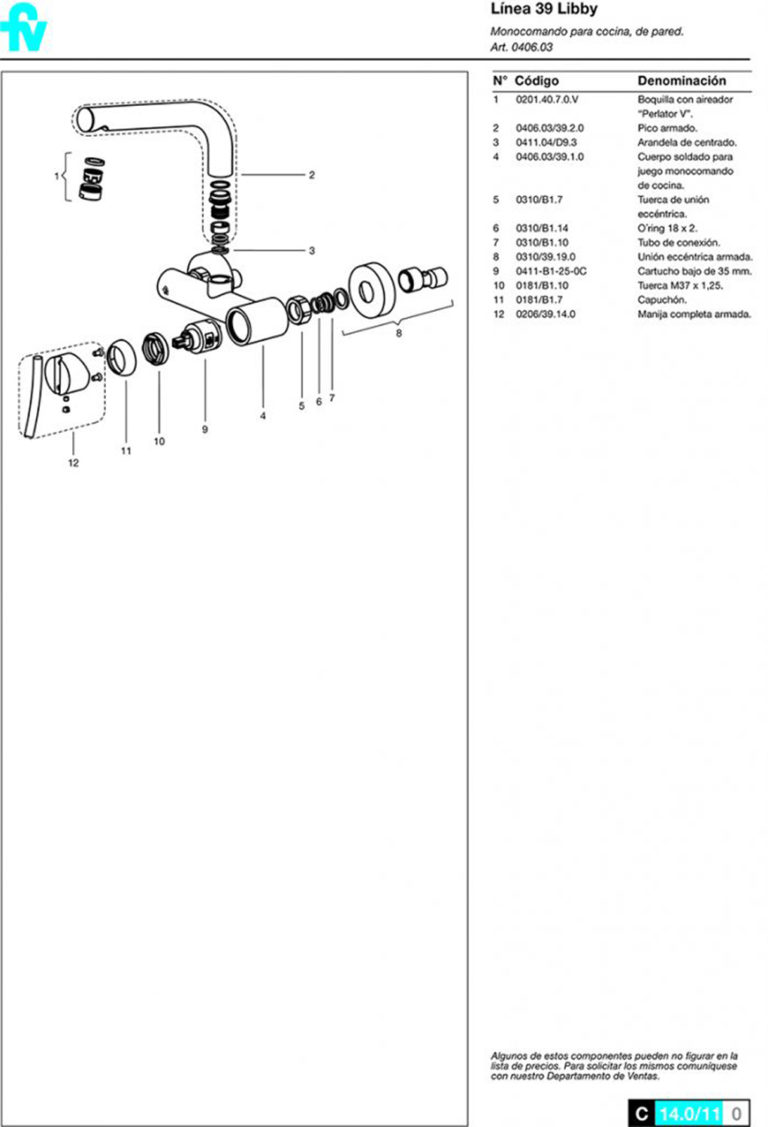 fv
Línea 39 Libby
Monocomando para cocina, de pared.
Art. 0406.03
N° Código Denominación
1 0201.40.7.0.V Boquilla con aireador
“Perlator V”.
2 0406.03/39.2.0 Pico armado.
3 0411.04/D9.3 Arandela de centrado.
4 0406.03/39.1.0 Cuerpo soldado para
juego monocomando
de cocina.
5 0310/B1.7 Tuerca de unión
eccéntrica.
6 0310/B1.14 O'ring 18 x 2.
7 0310/B1.10 Tubo de conexión.
8 0310/39.19.0 Unión eccéntrica armada.
9 0411-B1-25-0C Cartucho bajo de 35 mm.
10 0181/B1.10 Tuerca M37 x 1,25.
11 0181/B1.7 Capuchón.
12 0206/39.14.0 Manija completa armada.
1
2
3
8
7
6
5
4
9
10
11
12
Algunos de estos componentes pueden no figurar en la
lista de precios. Para solicitar los mismos comuníquese
con nuestro Departamento de Ventas.
C 14.0/11 0